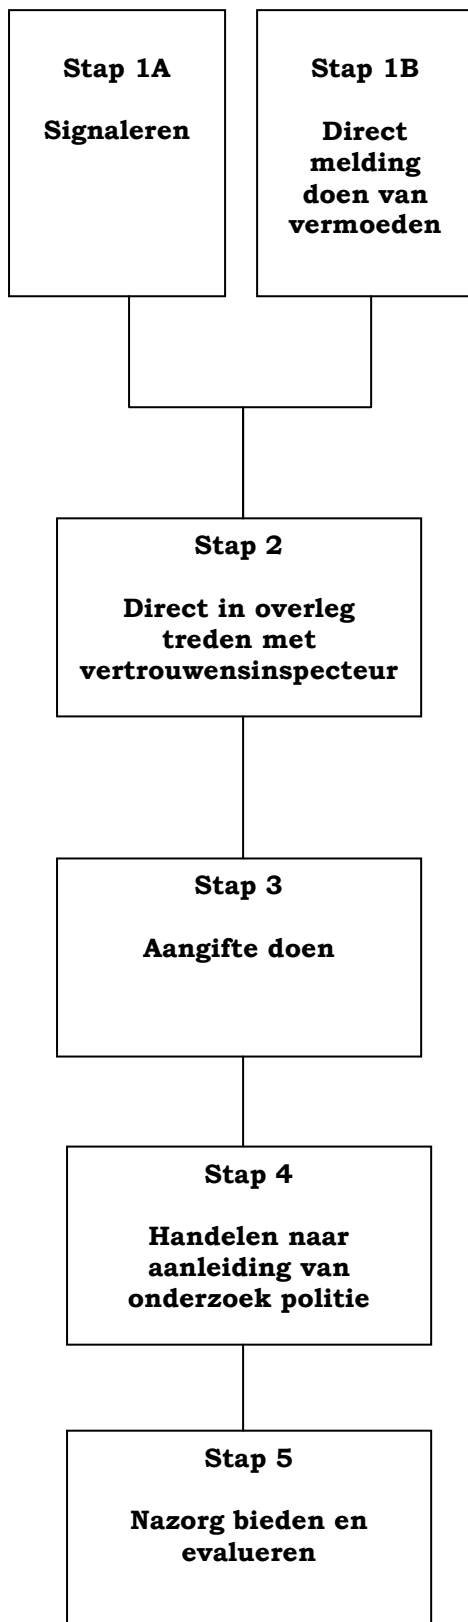 Stap 1A
Signaleren
Stap 1B
Direct
melding
doen van
vermoeden
Stap 2
Direct in overleg
treden met
vertrouwensinspecteur
Stap 3
Aangifte doen
Stap 4
Handelen naar
aanleiding van
onderzoek politie
Stap 5
Nazorg bieden en
evalueren